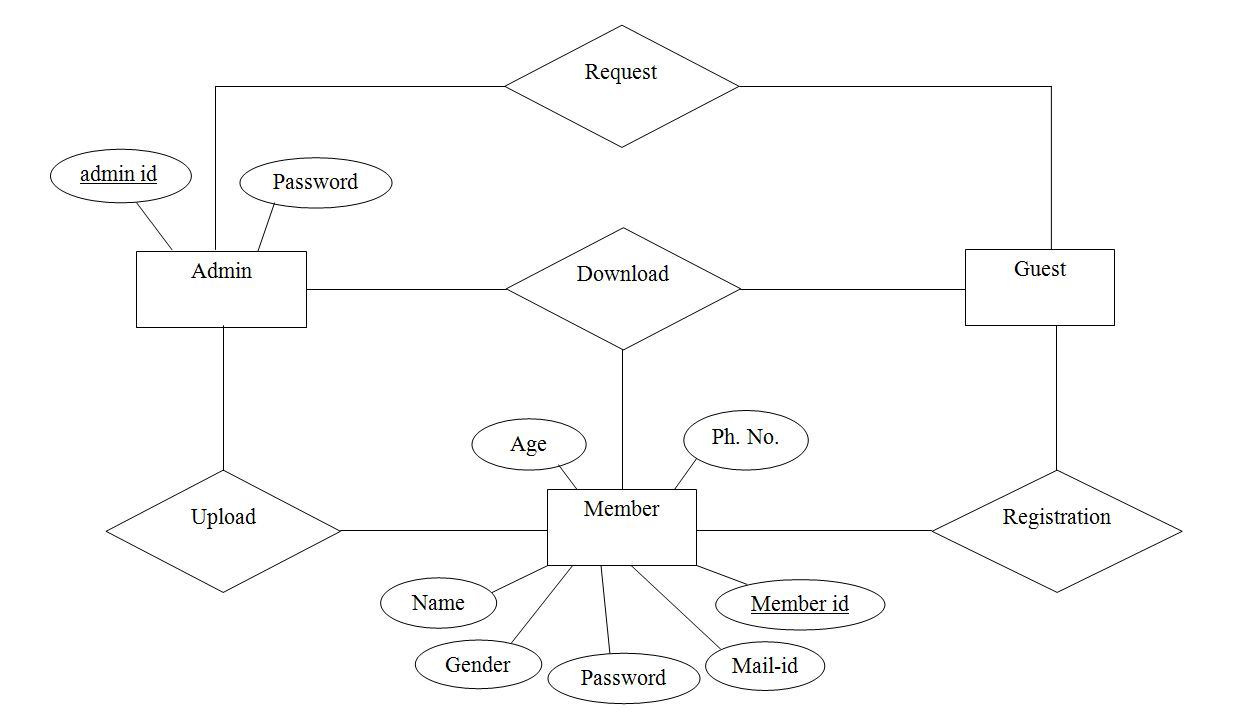 Request
admin id
Password
Admin
Download
Guest
Age
Ph. No.
Upload
Member
Registration
Name
Member id
Gender
Password
Mail-id